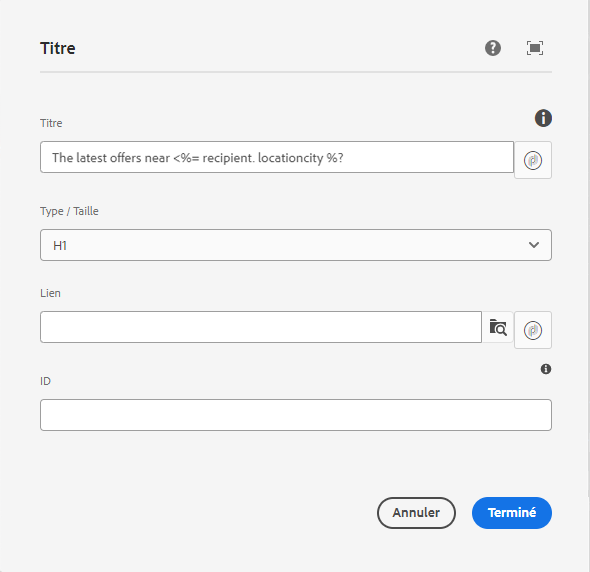 Titre
Titre
The latest offers near <%= recipient. locationcity %?
Type / Taille
H1
Lien
ID
Annuler
Terminé